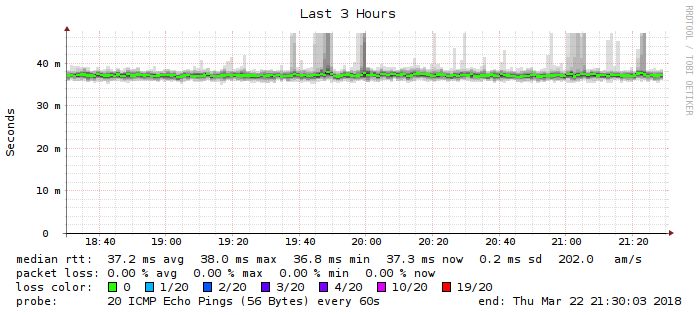 Last 3 Hours
RRDTOOL / TOBI OETIKER
Seconds
40 m
30 m
20 m
10 m
0
18:40 19:00 19:20 19:40 20:00 20:20 20:40 21:00 21:20
median rtt: 37.2 ms avg 38.0 ms max 36.8 ms min 37.3 ms now 0.2 ms sd 202.0 am/s
packet loss: 0.00 % avg 0.00 % max 0.00 % min 0.00 % now
loss color: 0 1/20 2/20 3/20 4/20 10/20 19/20
probe: 20 ICMP Echo Pings (56 Bytes) every 60s end: Thu Mar 22 21:30:03 2018